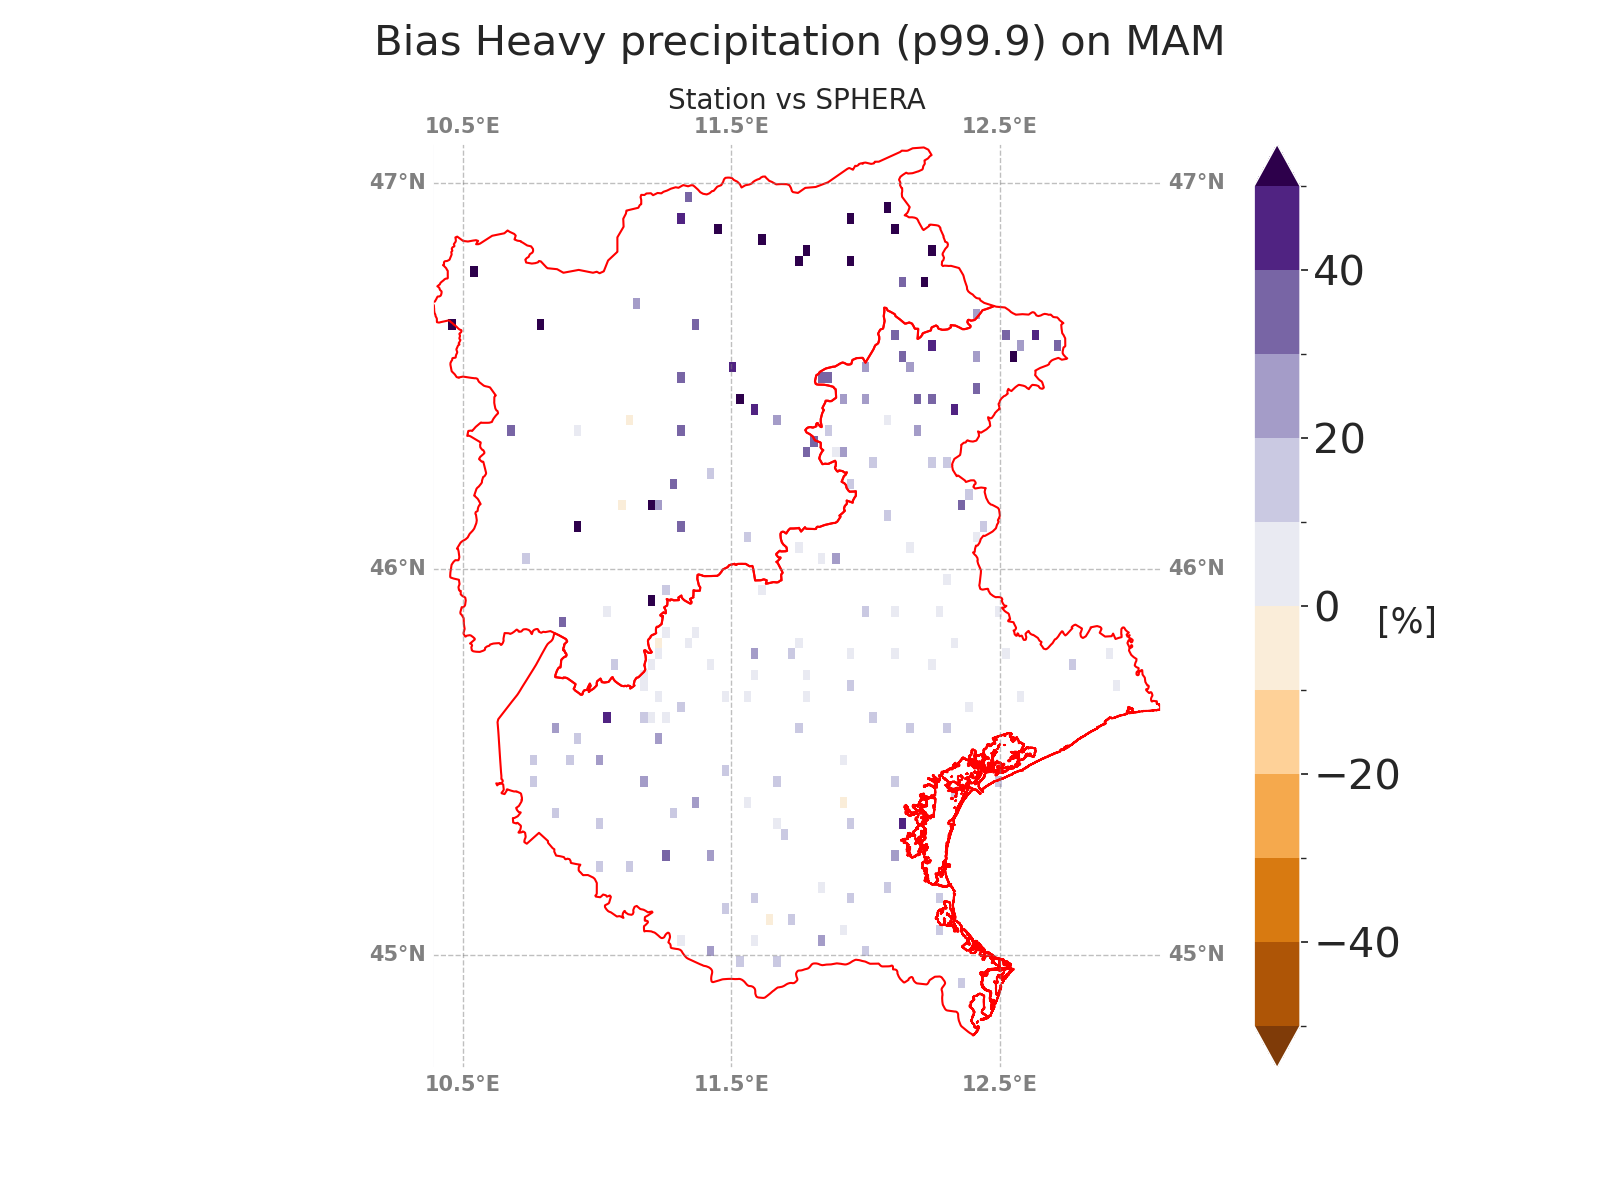 Bias Heavy precipitation (p99.9) on MAM
Station vs SPHERA
10.5°E 11.5°E 12.5°E
47°N 47°N
46°N 46°N
45°N 45°N
10.5°E 11.5°E 12.5°E
40
20
0
−20
−40
[%]